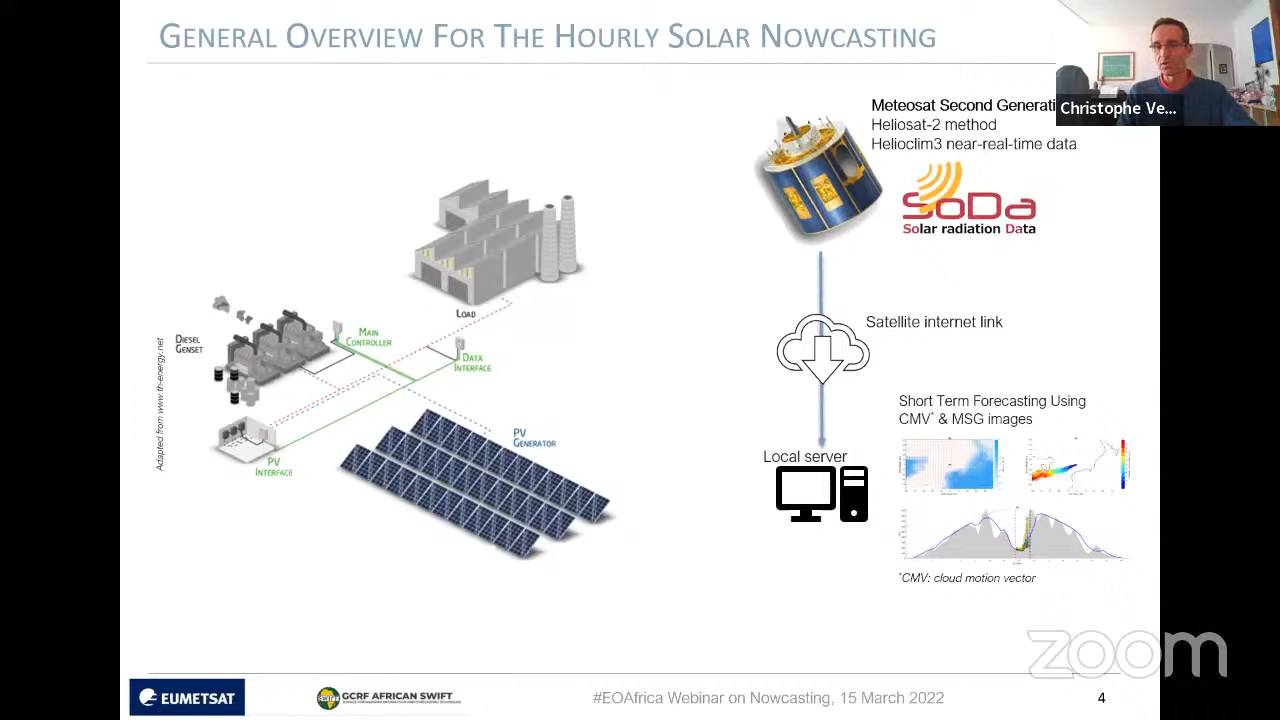 GENERAL OVERVIEW FOR THE HOURLY SOLAR NOWCASTING
Christophe Ve...
Meteosat Second Generati
Heliosat-2 method
Helioclim3 near-real-time data
SoDa
Solar radiation Data
LOAD
DIESEL
GENSET
MAIN
CONTROLLER
DATA
INTERFACE
PV
GENERATOR
PV
INTERFACE
Adapted from www.th-energy.net
Satellite internet link
Short Term Forecasting Using
CMV* & MSG images
Local server
*CMV: cloud motion vector
zoom
EUMETSAT
SWIFT
GCRF AFRICAN SWIFT
#EOAfrica Webinar on Nowcasting, 15 March 2022
4